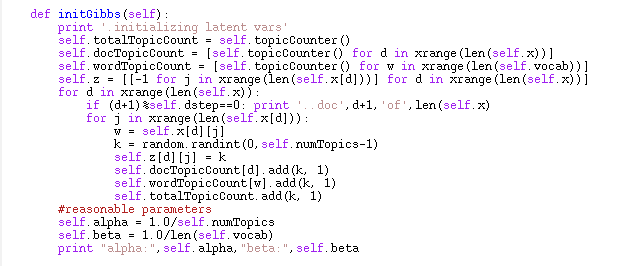 def initGibbs(self):
    print '.initializing latent vars'
    self.totalTopicCount = self.topicCounter()
    self.docTopicCount = [self.topicCounter() for d in xrange(len(self.x))]
    self.wordTopicCount = [self.topicCounter() for w in xrange(len(self.vocab))]
    self.z = [[-1 for j in xrange(len(self.x[d]))] for d in xrange(len(self.x))]
    for d in xrange(len(self.x)):
        if (d+1)%self.dstep==0: print '..doc',d+1,'of',len(self.x)
        for j in xrange(len(self.x[d])):
            w = self.x[d][j]
            k = random.randint(0,self.numTopics-1)
            self.z[d][j] = k
            self.docTopicCount[d].add(k, 1)
            self.wordTopicCount[w].add(k, 1)
            self.totalTopicCount.add(k, 1)
    #reasonable parameters
    self.alpha = 1.0/self.numTopics
    self.beta = 1.0/len(self.vocab)
    print "alpha:",self.alpha,"beta:",self.beta